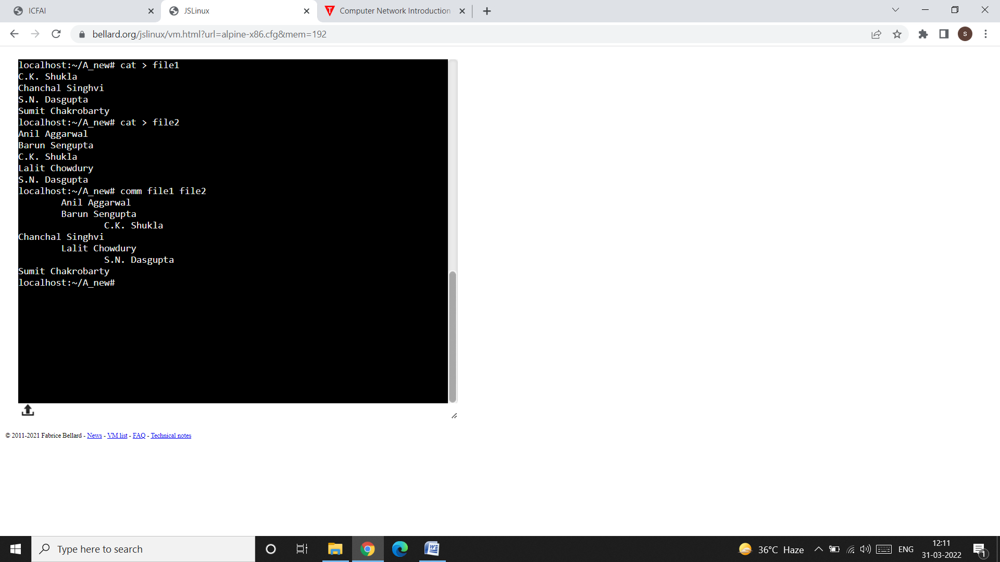 ICFAI
JSLinux
Computer Network Introduction
bellard.org/jslinux/vm.html?url=alpine-x86.cfg&mem=192
S
localhost:~/A_new# cat > file1
C.K. Shukla
Chanchal Singhvi
S.N. Dasgupta
Sumit Chakrobarty
localhost:~/A_new# cat > file2
Anil Aggarwal
Barun Sengupta
C.K. Shukla
Lalit Chowdury
S.N. Dasgupta
localhost:~/A_new# comm file1 file2
        Anil Aggarwal
        Barun Sengupta
                C.K. Shukla
Chanchal Singhvi
        Lalit Chowdury
                S.N. Dasgupta
Sumit Chakrobarty
localhost:~/A_new#
© 2011-2021 Fabrice Bellard - News - VM list - FAQ - Technical notes
Type here to search
36°C Haze
ENG
12:11
31-03-2022
1